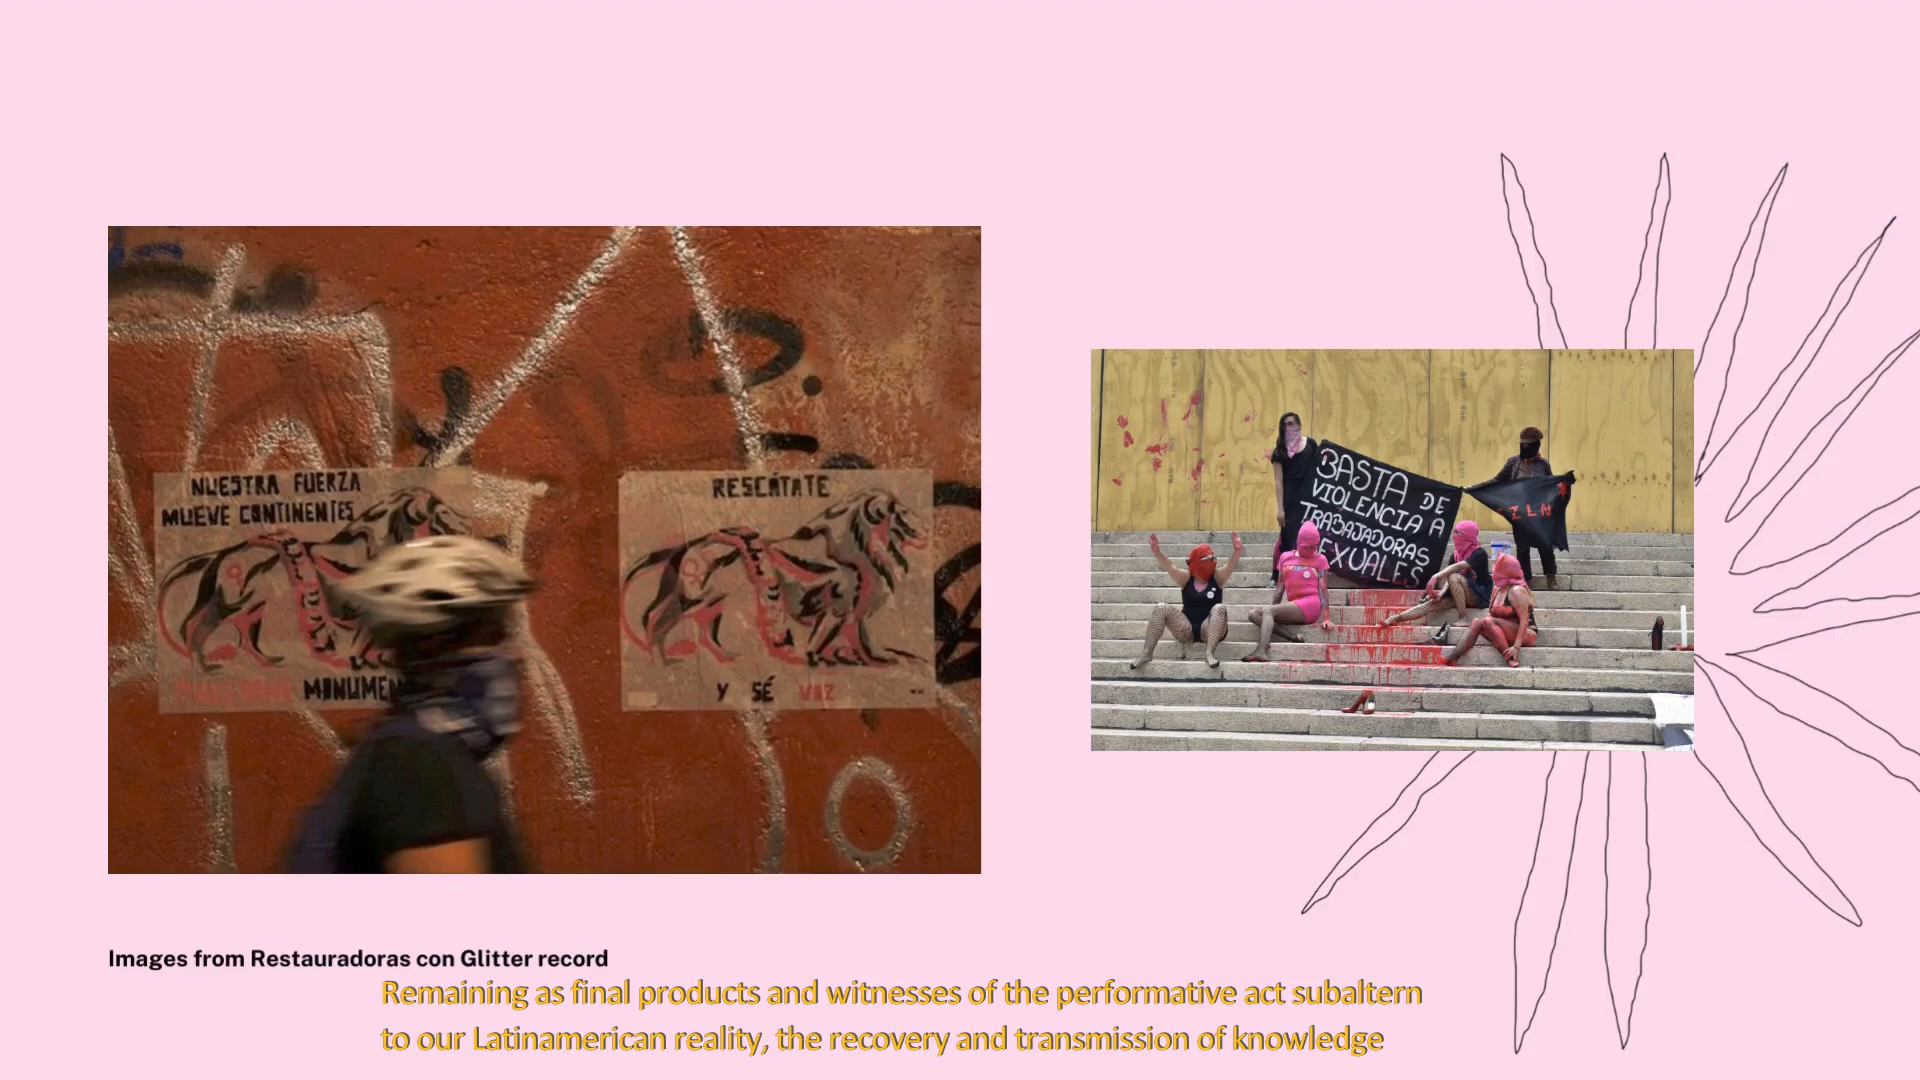 NUESTRA FUERZA
MUEVE CONTINENTES
MONUMEN
RESCÁTATE
Y SÉ VOZ
BASTA DE
VIOLENCIA A
TRABAJADORAS
SEXUALES
ZLN
Images from Restauradoras con Glitter record
Remaining as final products and witnesses of the performative act subaltern
to our Latinamerican reality, the recovery and transmission of knowledge